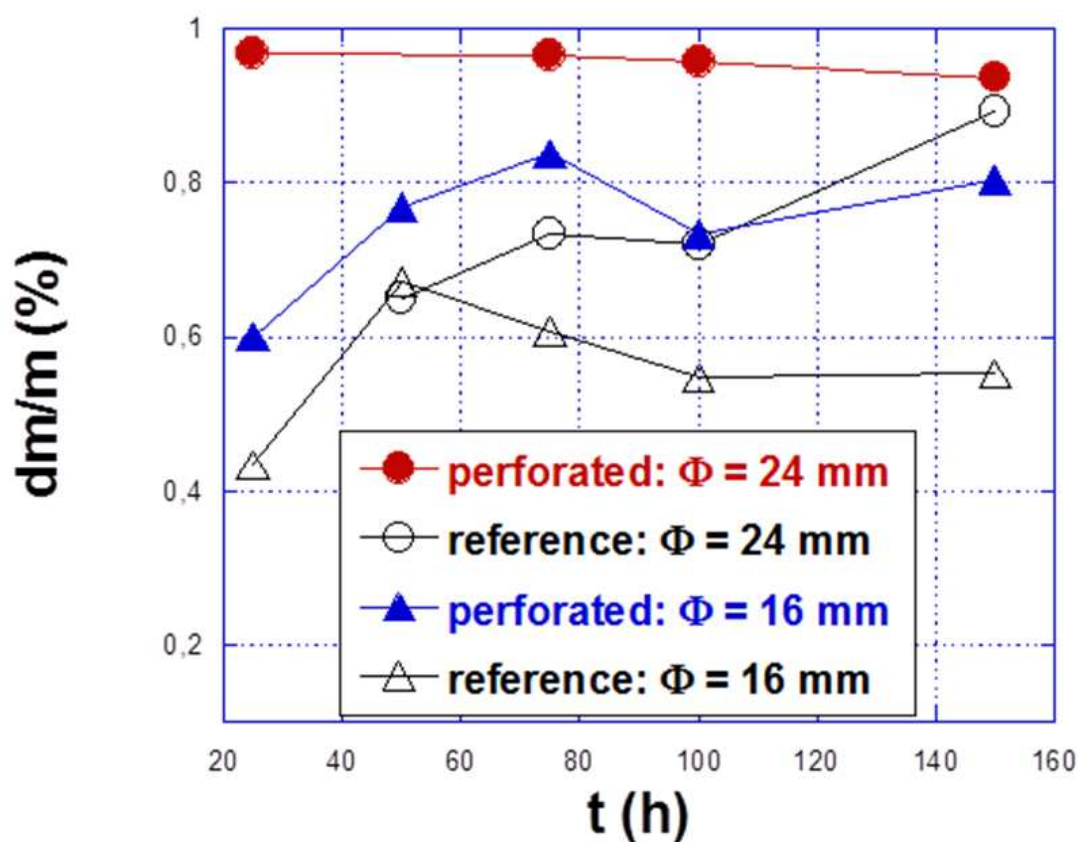 1
0,8
0,6
0,4
0,2
dm/m (%)
perforated: Φ = 24 mm
reference: Φ = 24 mm
perforated: Φ = 16 mm
reference: Φ = 16 mm
20 40 60 80 100 120 140 160
t (h)